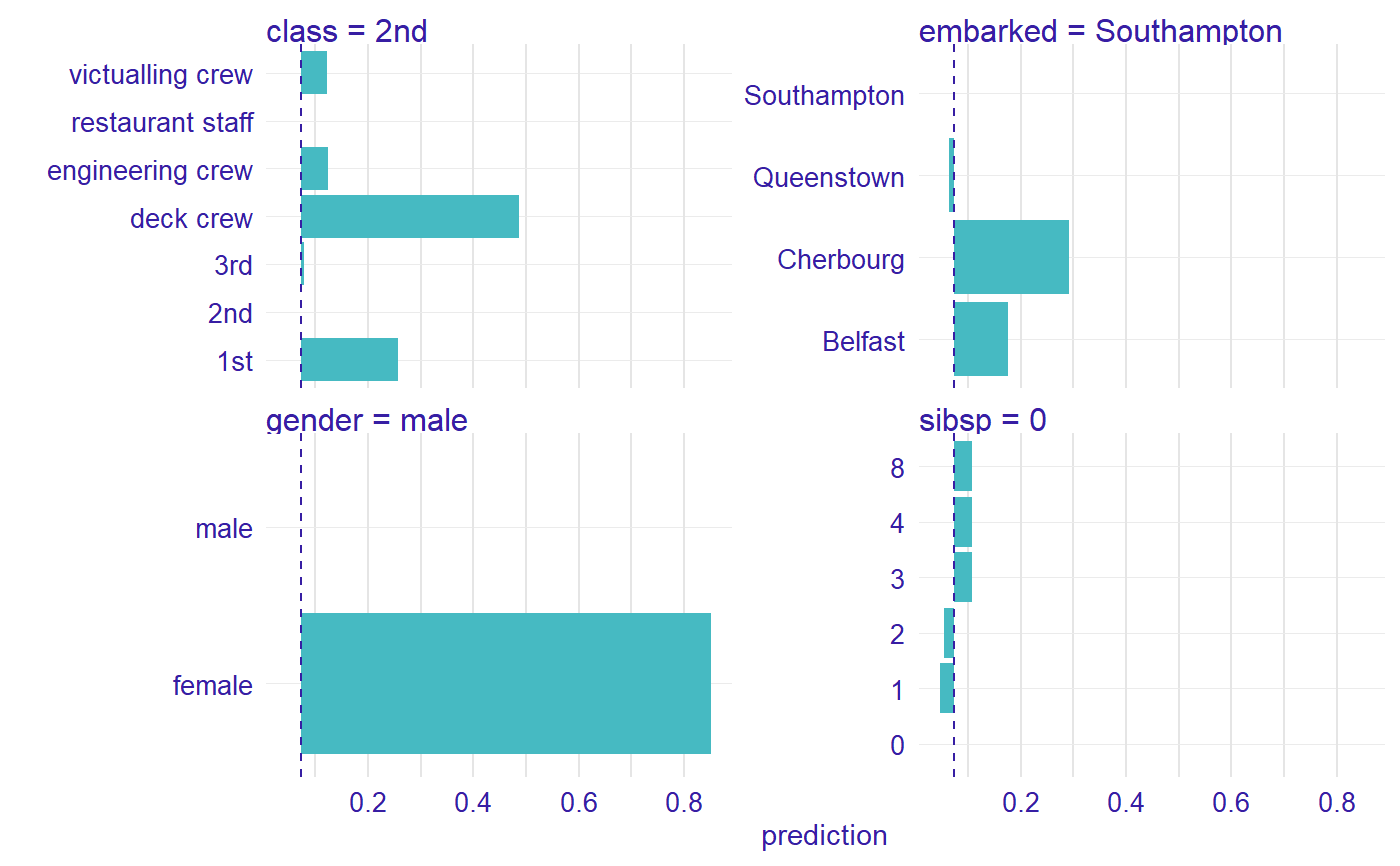 class = 2nd
victualling crew
restaurant staff
engineering crew
deck crew
3rd
2nd
1st
embarked = Southampton
Southampton
Queenstown
Cherbourg
Belfast
gender = male
male
female
0.2 0.4 0.6 0.8
sibsp = 0
8
4
3
2
1
0
0.2 0.4 0.6 0.8
prediction